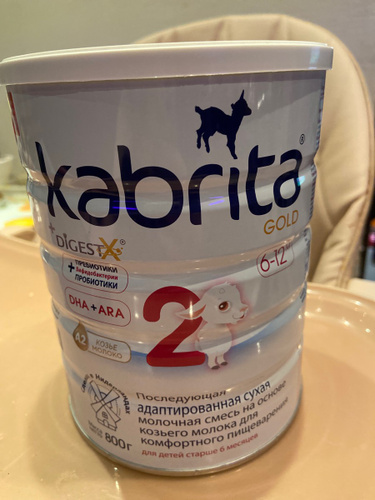 kabrita®
GOLD
+DIGESTX®
+ПРЕБИОТИКИ
Бифидобактерии
ПРОБИОТИКИ
6-12
DHA+ARA
2
A2 КОЗЬЕ
МОЛОКО
800г
Последующая
адаптированная сухая
молочная смесь на основе
козьего молока для
комфортного пищеварения
для детей старше 6 месяцев